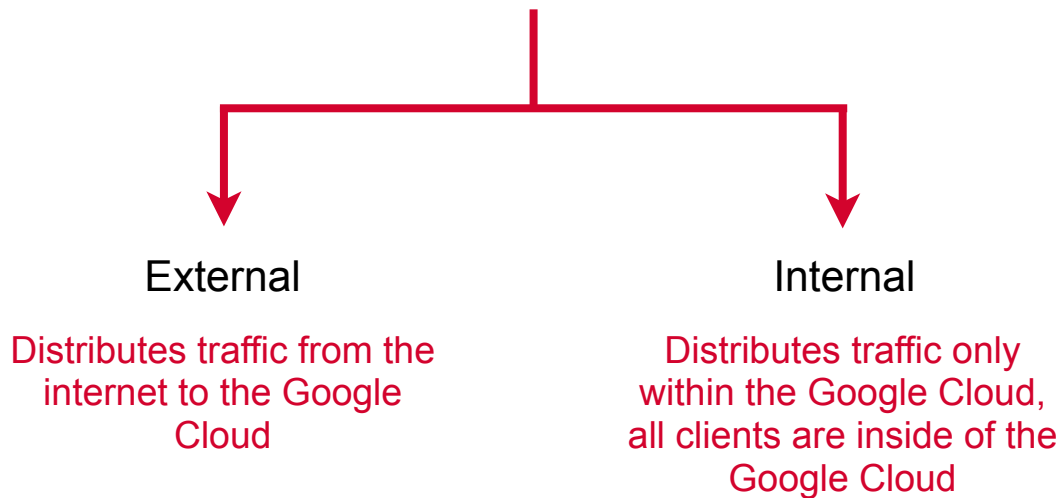 External
Distributes traffic from the
internet to the Google
Cloud
Internal
Distributes traffic only
within the Google Cloud,
all clients are inside of the
Google Cloud